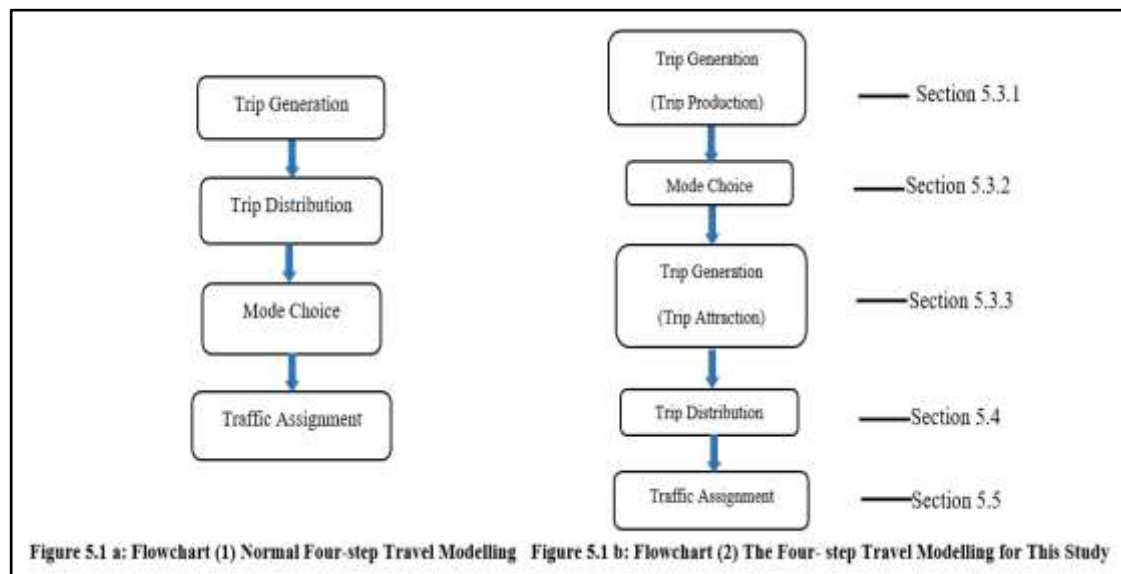 Trip Generation
Trip Distribution
Mode Choice
Traffic Assignment
Trip Generation
(Trip Production)
Section 5.3.1
Mode Choice
Section 5.3.2
Trip Generation
(Trip Attraction)
Section 5.3.3
Trip Distribution
Section 5.4
Traffic Assignment
Section 5.5
Figure 5.1 a: Flowchart (1) Normal Four-step Travel Modelling
Figure 5.1 b: Flowchart (2) The Four- step Travel Modelling for This Study